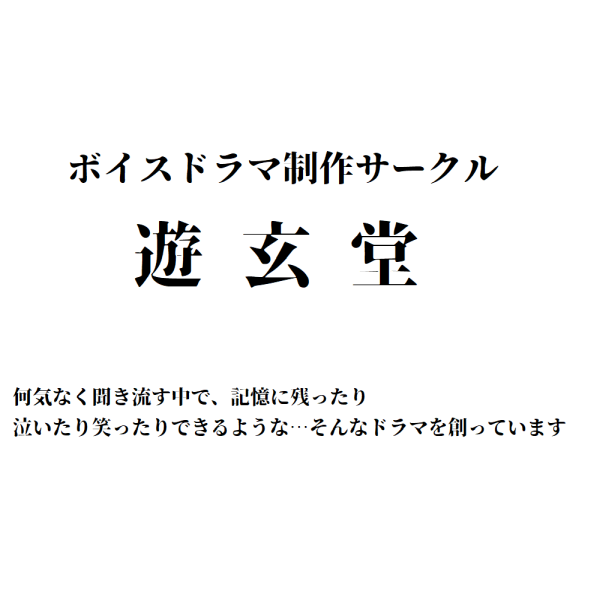 ボイスドラマ制作サークル
遊玄堂
何気なく聞き流す中で、記憶に残ったり
泣いたり笑ったりできるような…そんなドラマを創っています